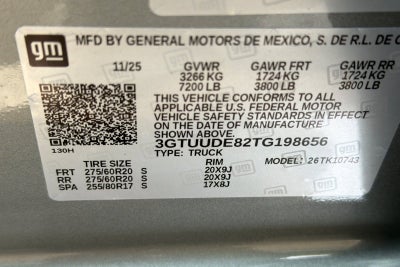 gm MFD BY GENERAL MOTORS DE MEXICO, S. DE R.L. DE C
11/25 GVWR GAWR FRT GAWR RR
3266 KG 1724 KG 1724 KG
7200 LB 3800 LB 3800 LB
THIS VEHICLE CONFORMS TO ALL
APPLICABLE U.S. FEDERAL MOTOR
VEHICLE SAFETY STANDARDS IN EFFECT
ON THE DATE OF MANUFACTURE
SHOWN ABOVE.
3GTUUDE82TG198656
130H TYPE: TRUCK MODEL: 26TK10743
TIRE SIZE RIM
FRT 275/60R20 S 20X9J
RR 275/60R20 S 20X9J
SPA 255/80R17 S 17X8J